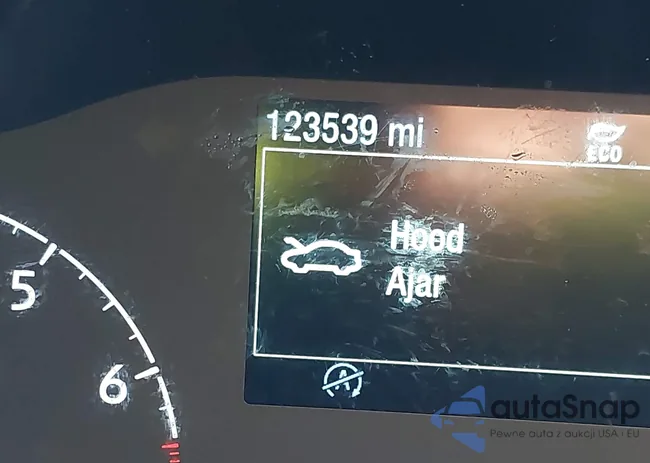 123539 mi
ECO
Hood
Ajar
5
6
A
autaSnap
Pewne auta z aukcji USA i EU